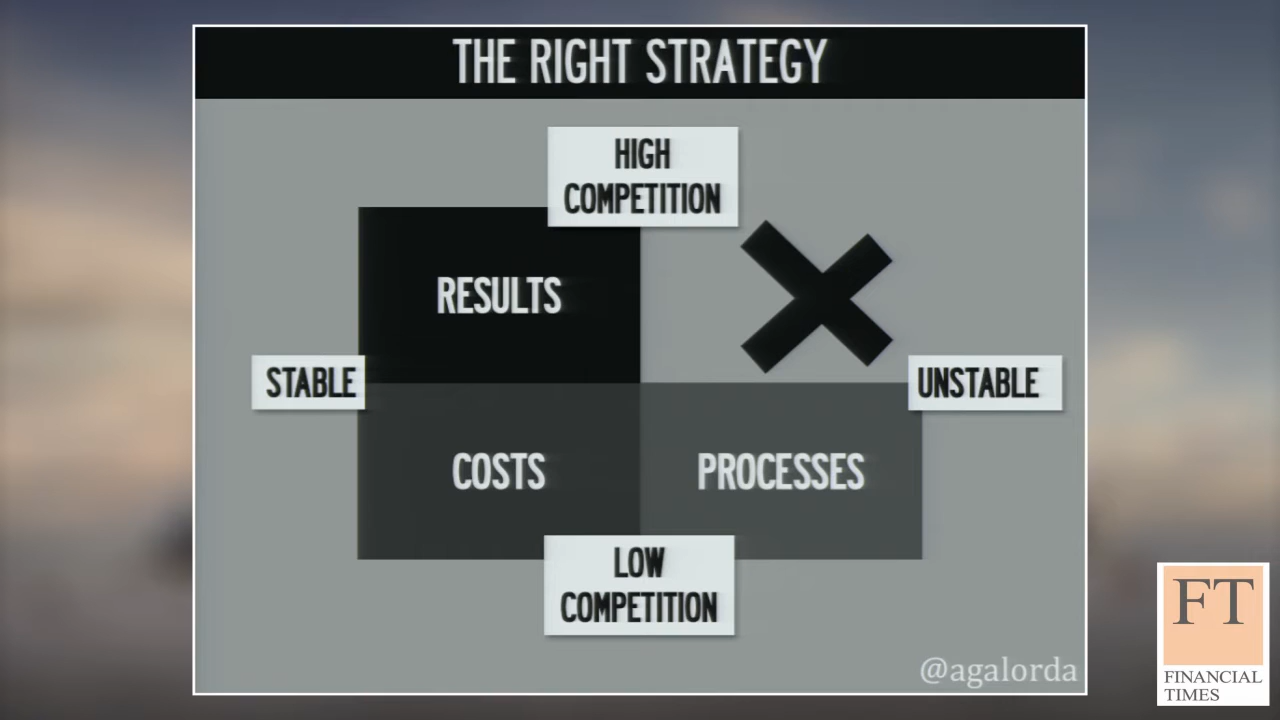 THE RIGHT STRATEGY
HIGH
COMPETITION
RESULTS
STABLE
UNSTABLE
COSTS
PROCESSES
LOW
COMPETITION
@agalorda
FT
FINANCIAL
TIMES